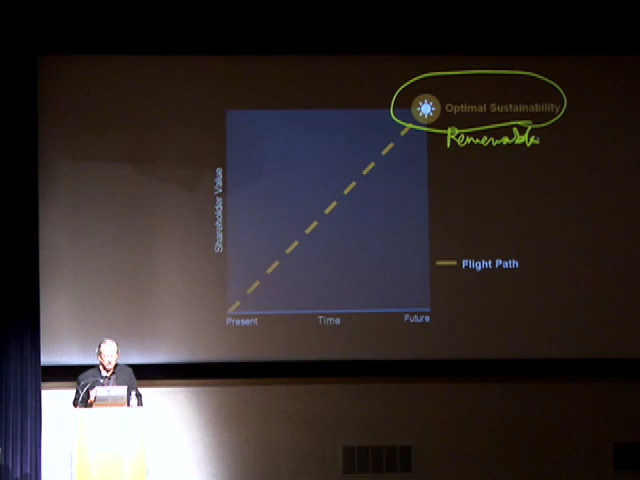 Optimal Sustainability
Renewable
Shareholder Value
Flight Path
Present
Time
Future